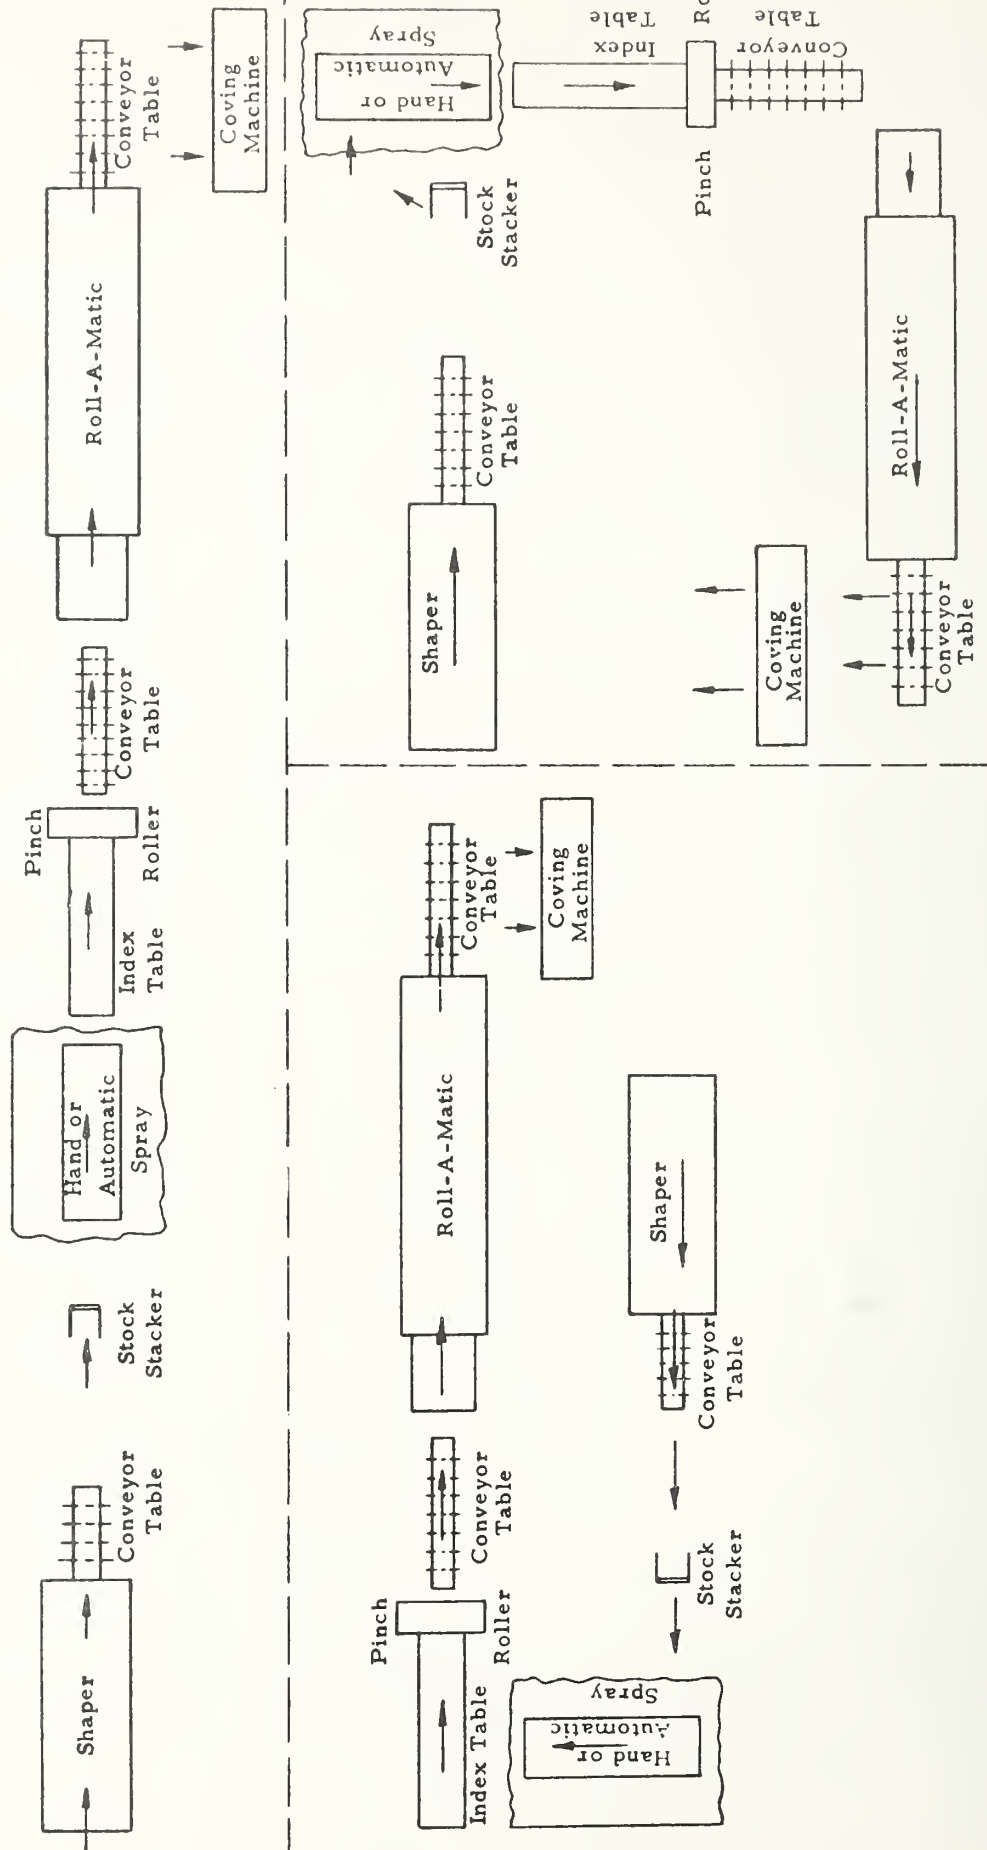 Shaper
Conveyor
Table
Stock
Stacker
Hand or
Automatic
Spray
Index
Table
Pinch
Roller
Conveyor
Table
Roll-A-Matic
Conveyor
Table
Coving
Machine
Index Table
Pinch
Roller
Conveyor
Table
Roll-A-Matic
Conveyor
Table
Coving
Machine
Hand or
Automatic
Spray
Stock
Stacker
Conveyor
Table
Shaper
Shaper
Conveyor
Table
Stock
Stacker
Hand or
Automatic
Spray
Index
Table
Pinch
Ro
Conveyor
Table
Roll-A-Matic
Conveyor
Table
Coving
Machine